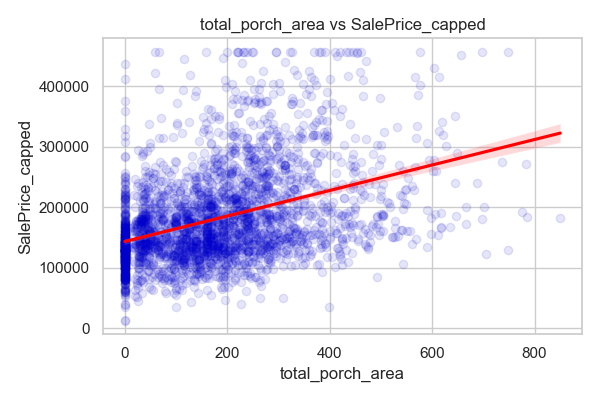 total_porch_area vs SalePrice_capped
SalePrice_capped
400000
300000
200000
100000
0
0 200 400 600 800
total_porch_area